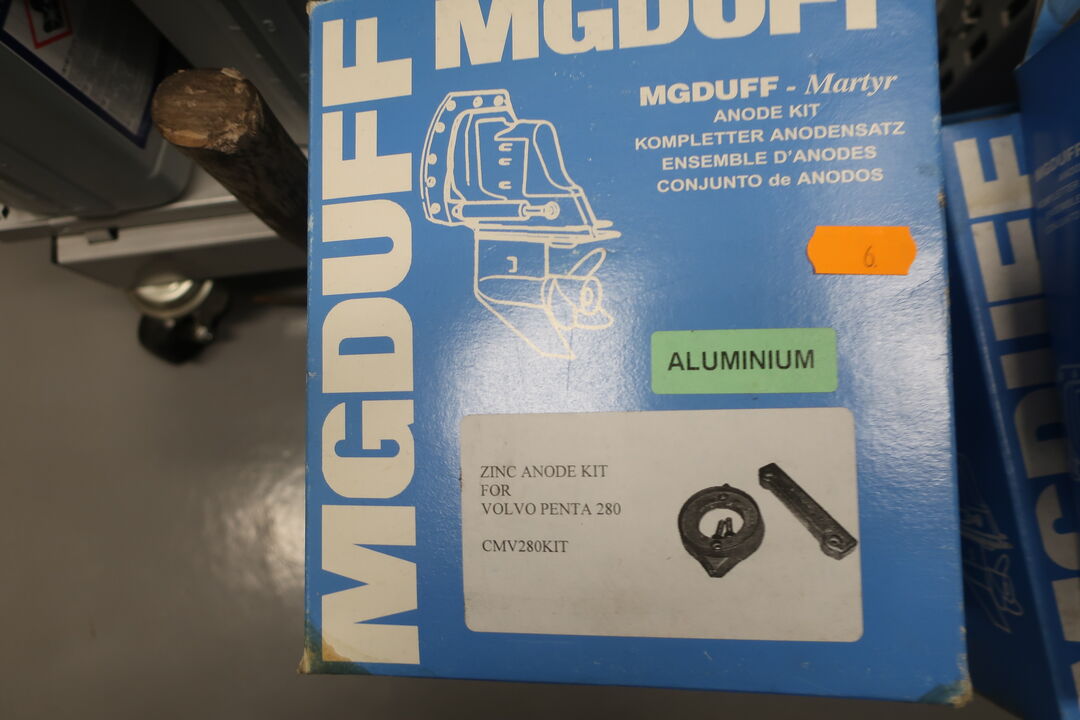 MGDUFF
MGDUFF
MGDUFF - Martyr
ANODE KIT
KOMPLETTER ANODENSATZ
ENSEMBLE D'ANODES
CONJUNTO de ANODOS
6.
ALUMINIUM
ZINC ANODE KIT
FOR
VOLVO PENTA 280
CMV280KIT
MGDUFF